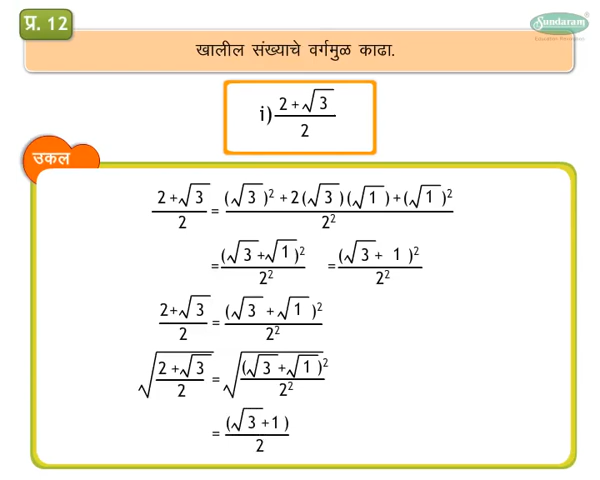 प्र. 12
Sundaram
खालील संख्याचे वर्गमुळ काढा.
i) (2+√3)/2
उकल
(2+√3)/2 = ((√3)²+2(√3)(√1)+(√1)²)/2²
= (√3+√1)²/2² = (√3+ 1)²/2²
(2+√3)/2 = (√3+√1)²/2²
√((2+√3)/2) = √((√3+√1)²/2²)
= (√3+1)/2